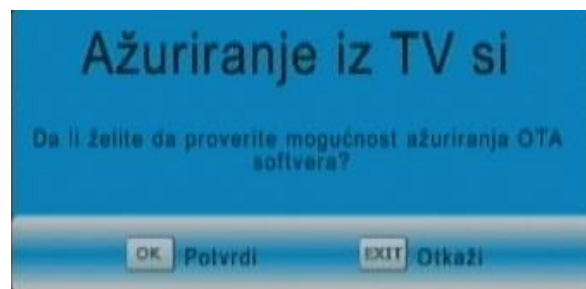 Ažuriranje iz TV si
Da li želite da proverite mogućnost ažuriranja OTA
softvera?
OK Potvrdi EXIT Otkaži